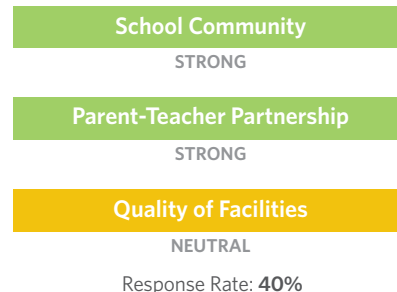 School Community
STRONG
Parent-Teacher Partnership
STRONG
Quality of Facilities
NEUTRAL
Response Rate: 40%